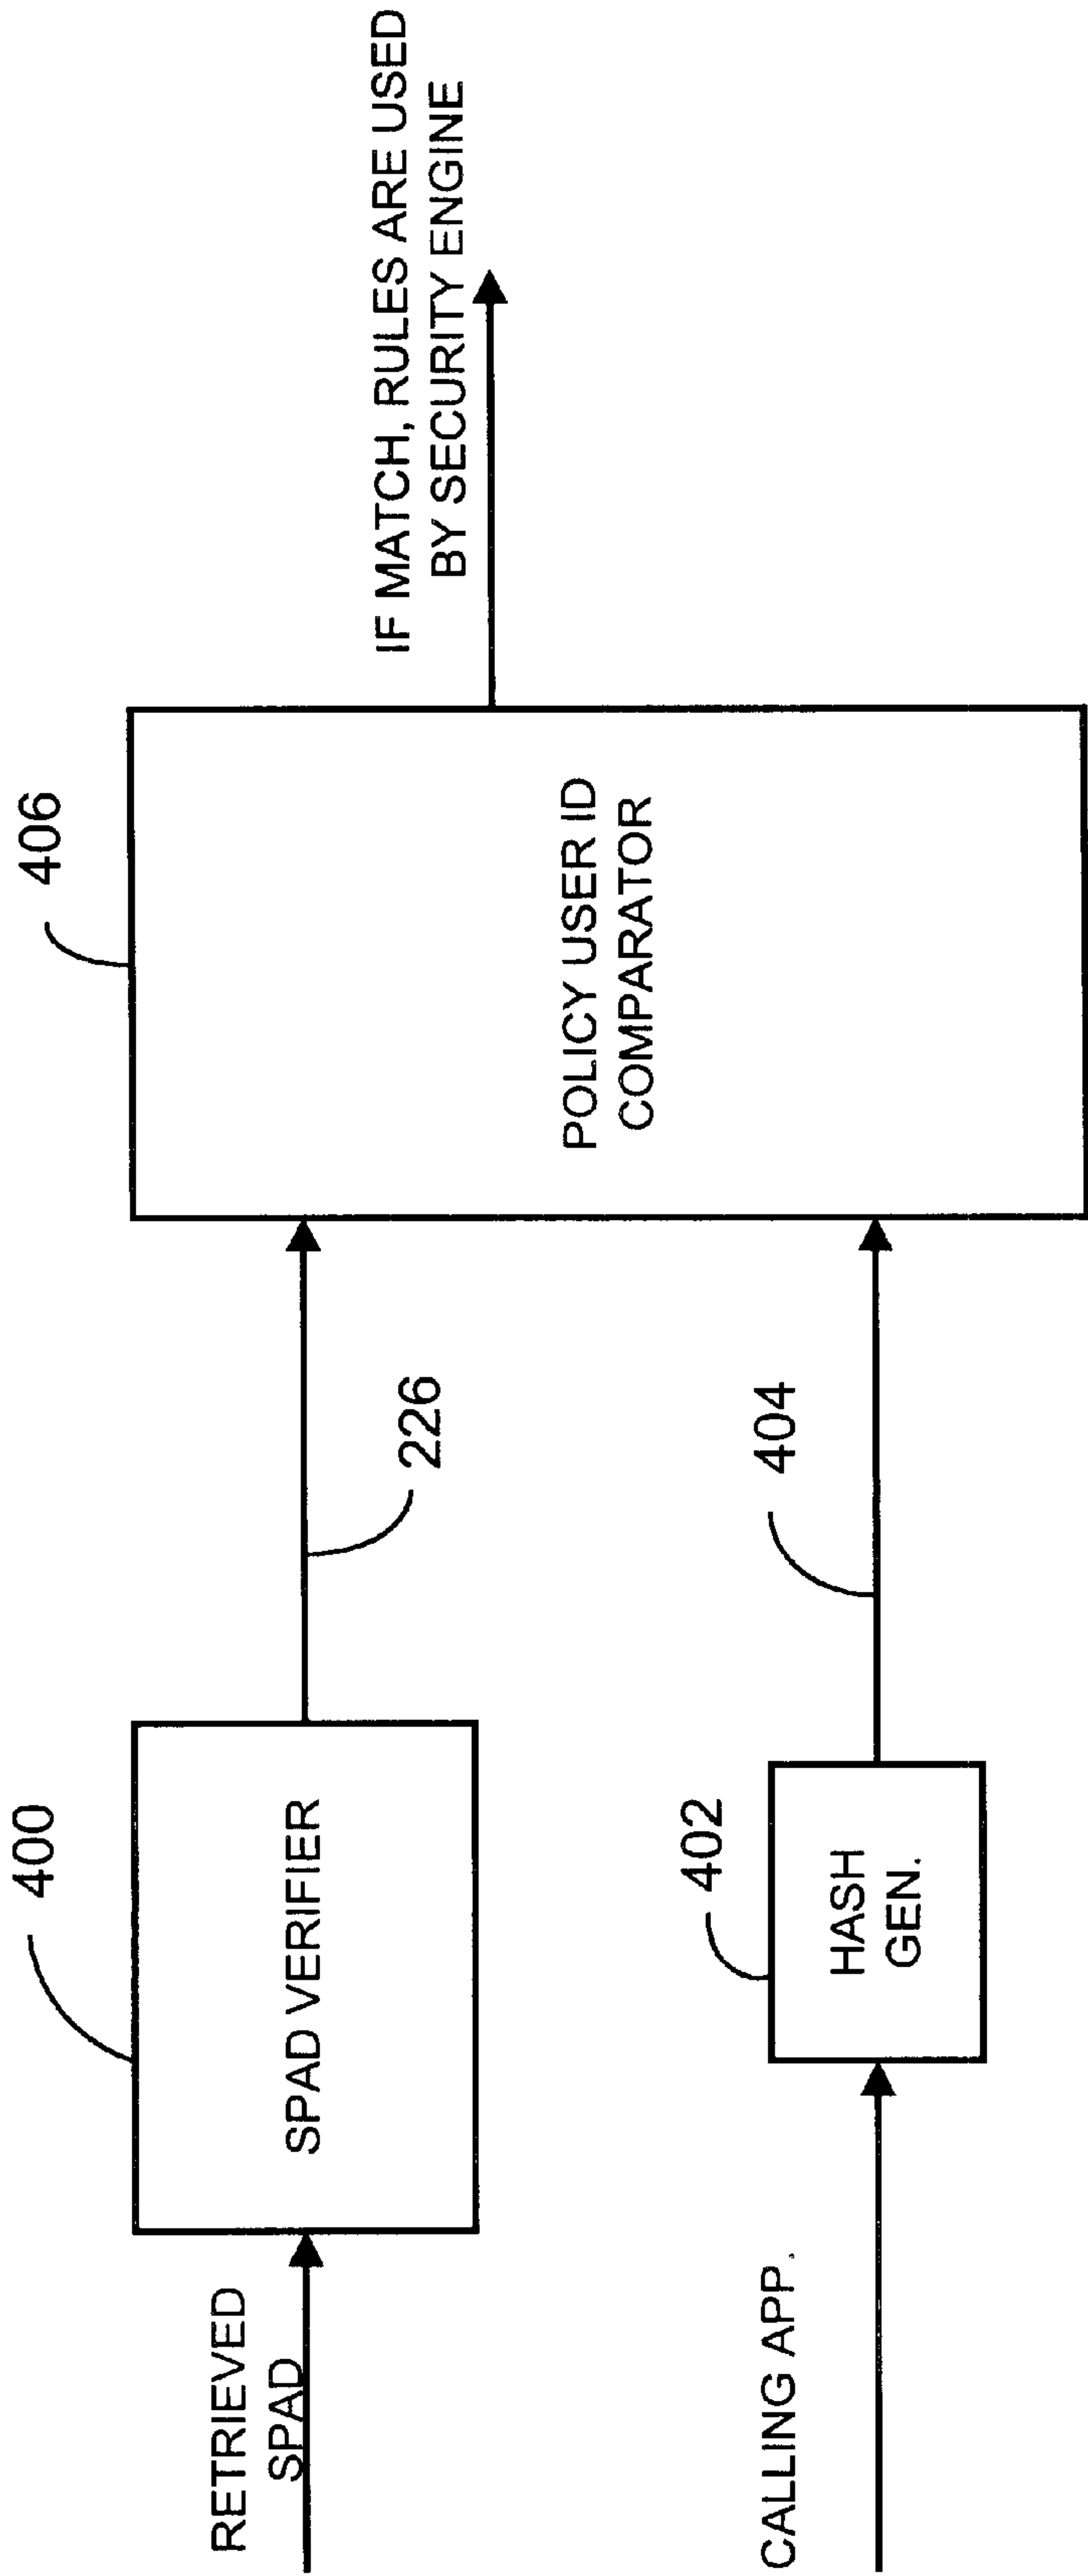 400
RETRIEVED
SPAD
SPAD VERIFIER
226
406
POLICY USER ID
COMPARATOR
IF MATCH, RULES ARE USED
BY SECURITY ENGINE
CALLING APP.
402
HASH
GEN.
404